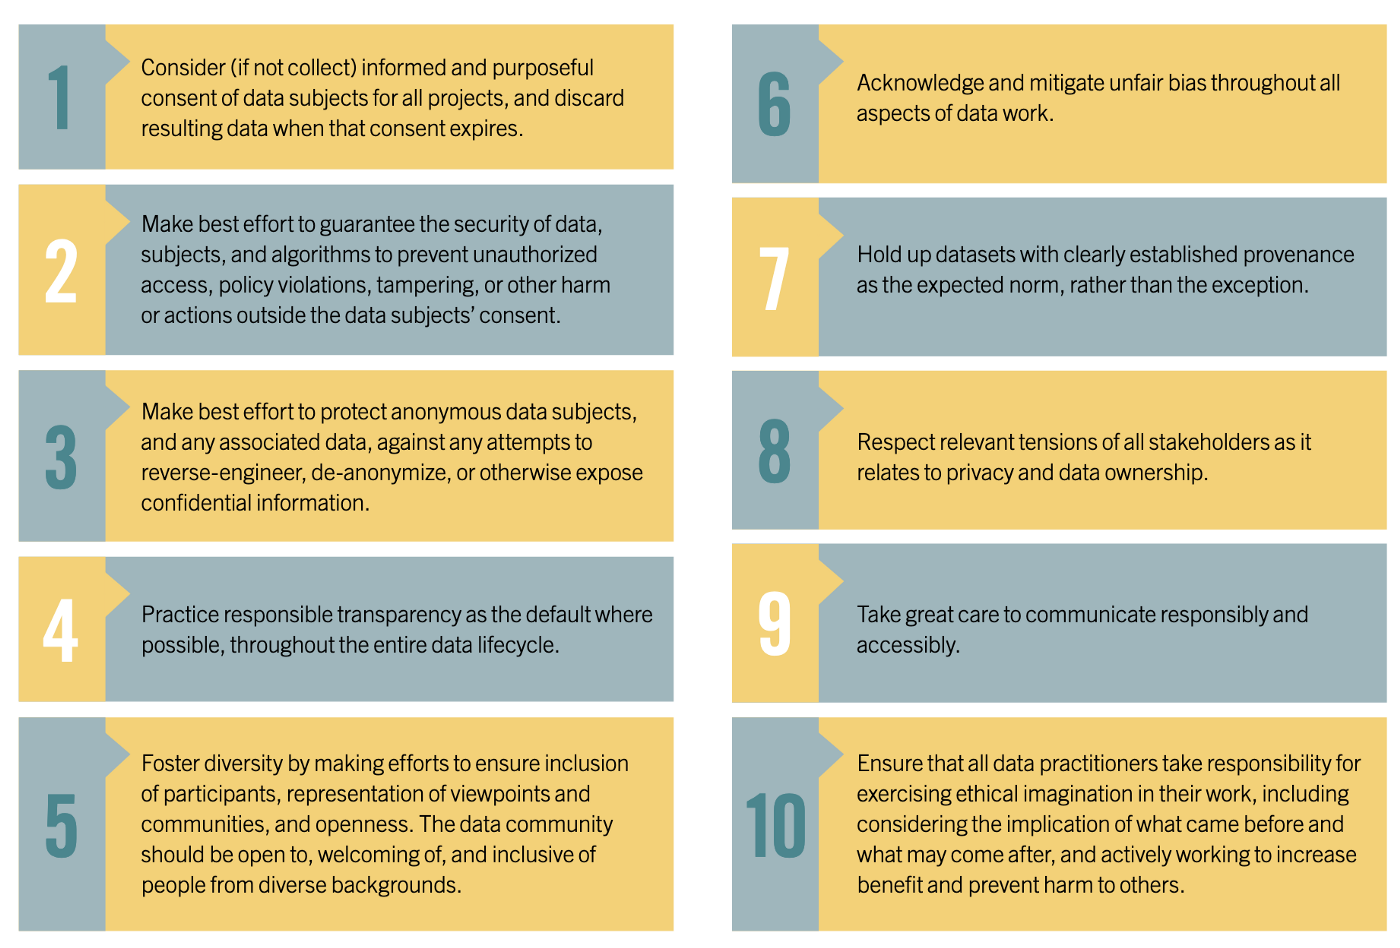 1
Consider (if not collect) informed and purposeful
consent of data subjects for all projects, and discard
resulting data when that consent expires.
2
Make best effort to guarantee the security of data,
subjects, and algorithms to prevent unauthorized
access, policy violations, tampering, or other harm
or actions outside the data subjects’ consent.
3
Make best effort to protect anonymous data subjects,
and any associated data, against any attempts to
reverse-engineer, de-anonymize, or otherwise expose
confidential information.
4
Practice responsible transparency as the default where
possible, throughout the entire data lifecycle.
5
Foster diversity by making efforts to ensure inclusion
of participants, representation of viewpoints and
communities, and openness. The data community
should be open to, welcoming of, and inclusive of
people from diverse backgrounds.
6
Acknowledge and mitigate unfair bias throughout all
aspects of data work.
7
Hold up datasets with clearly established provenance
as the expected norm, rather than the exception.
8
Respect relevant tensions of all stakeholders as it
relates to privacy and data ownership.
9
Take great care to communicate responsibly and
accessibly.
10
Ensure that all data practitioners take responsibility for
exercising ethical imagination in their work, including
considering the implication of what came before and
what may come after, and actively working to increase
benefit and prevent harm to others.